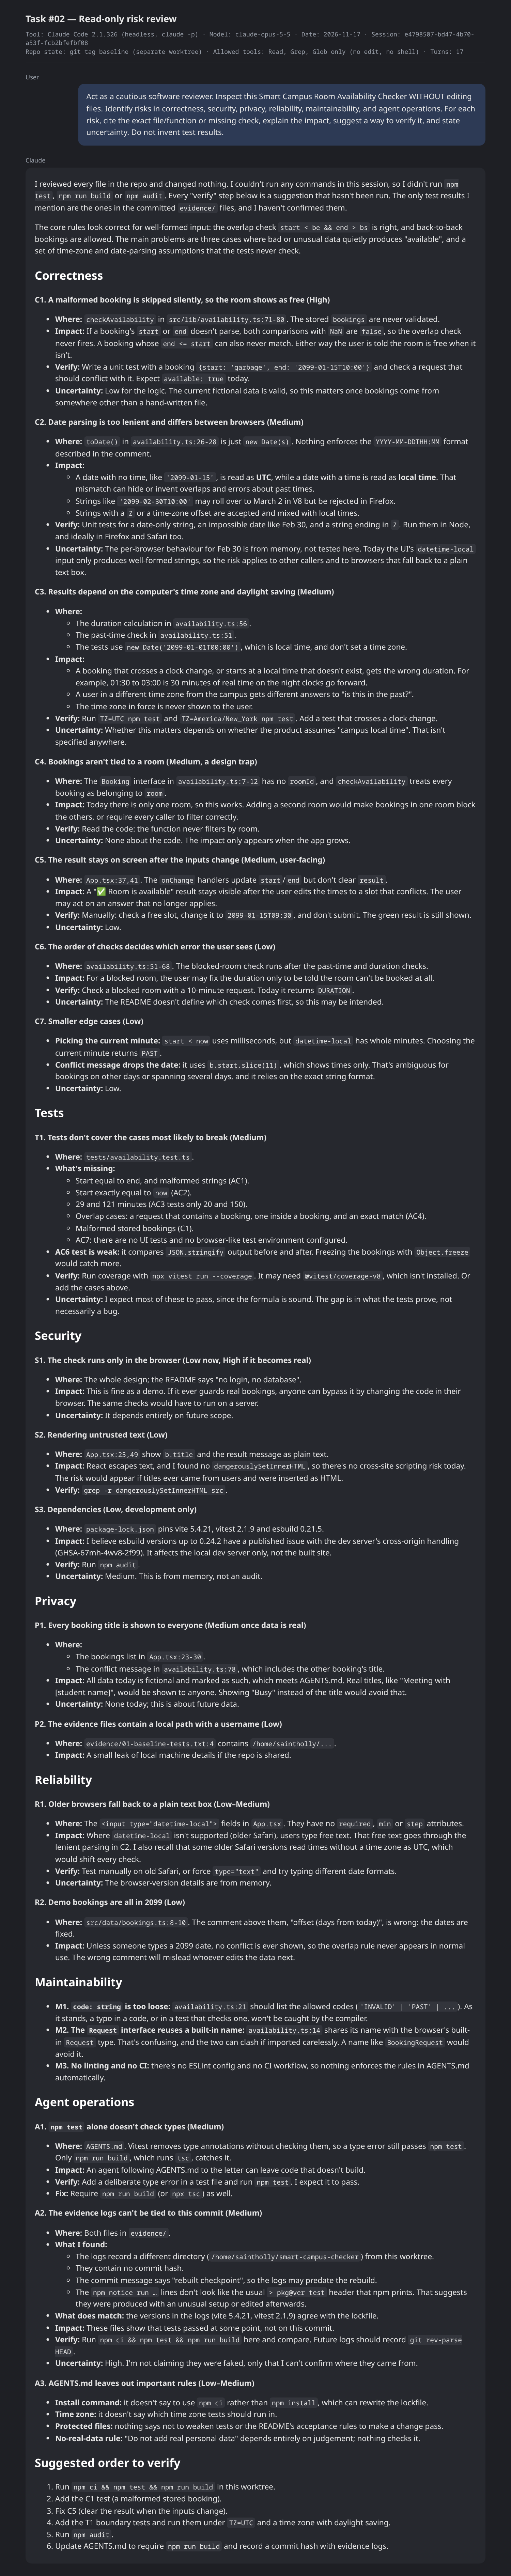 Task #02 — Read-only risk review
Tool: Claude Code 2.1.326 (headless, claude -p) · Model: claude-opus-5-5 · Date: 2026-11-17 · Session: e4798507-bd47-4b70-
a53f-fcb2bfefbf08
Repo state: git tag baseline (separate worktree) · Allowed tools: Read, Grep, Glob only (no edit, no shell) · Turns: 17
User
Act as a cautious software reviewer. Inspect this Smart Campus Room Availability Checker WITHOUT editing
files. Identify risks in correctness, security, privacy, reliability, maintainability, and agent operations. For each
risk, cite the exact file/function or missing check, explain the impact, suggest a way to verify it, and state
uncertainty. Do not invent test results.
Claude
I reviewed every file in the repo and changed nothing. I couldn't run any commands in this session, so I didn't run npm
test, npm run build or npm audit. Every "verify" step below is a suggestion that hasn't been run. The only test results I
mention are the ones in the committed evidence/ files, and I haven't confirmed them.
The core rules look correct for well-formed input: the overlap check start < be && end > bs is right, and back-to-back
bookings are allowed. The main problems are three cases where bad or unusual data quietly produces "available", and a
set of time-zone and date-parsing assumptions that the tests never check.
Correctness
C1. A malformed booking is skipped silently, so the room shows as free (High)
• Where: checkAvailability in src/lib/availability.ts:71-80. The stored bookings are never validated.
• Impact: If a booking's start or end doesn't parse, both comparisons with NaN are false, so the overlap check
never fires. A booking whose end <= start can also never match. Either way the user is told the room is free when it
isn't.
• Verify: Write a unit test with a booking {start: 'garbage', end: '2099-01-15T10:00'} and check a request that
should conflict with it. Expect available: true today.
• Uncertainty: Low for the logic. The current fictional data is valid, so this matters once bookings come from
somewhere other than a hand-written file.
C2. Date parsing is too lenient and differs between browsers (Medium)
• Where: toDate() in availability.ts:26-28 is just new Date(s). Nothing enforces the YYYY-MM-DDTHH:MM format
described in the comment.
• Impact:
◦ A date with no time, like '2099-01-15', is read as UTC, while a date with a time is read as local time. That
mismatch can hide or invent overlaps and errors about past times.
◦ Strings like '2099-02-30T10:00' may roll over to March 2 in V8 but be rejected in Firefox.
◦ Strings with a Z or a time-zone offset are accepted and mixed with local times.
• Verify: Unit tests for a date-only string, an impossible date like Feb 30, and a string ending in Z. Run them in Node,
and ideally in Firefox and Safari too.
• Uncertainty: The per-browser behaviour for Feb 30 is from memory, not tested here. Today the UI's datetime-local
input only produces well-formed strings, so the risk applies to other callers and to browsers that fall back to a plain
text box.
C3. Results depend on the computer's time zone and daylight saving (Medium)
• Where:
◦ The duration calculation in availability.ts:56.
◦ The past-time check in availability.ts:51.
◦ The tests use new Date('2099-01-01T00:00'), which is local time, and don't set a time zone.
• Impact:
◦ A booking that crosses a clock change, or starts at a local time that doesn't exist, gets the wrong duration. For
example, 01:30 to 03:00 is 30 minutes of real time on the night clocks go forward.
◦ A user in a different time zone from the campus gets different answers to "is this in the past?".
◦ The time zone in force is never shown to the user.
• Verify: Run TZ=UTC npm test and TZ=America/New_York npm test. Add a test that crosses a clock change.
• Uncertainty: Whether this matters depends on whether the product assumes "campus local time". That isn't
specified anywhere.
C4. Bookings aren't tied to a room (Medium, a design trap)
• Where: The Booking interface in availability.ts:7-12 has no roomId, and checkAvailability treats every
booking as belonging to room.
• Impact: Today there is only one room, so this works. Adding a second room would make bookings in one room block
the others, or require every caller to filter correctly.
• Verify: Read the code: the function never filters by room.
• Uncertainty: None about the code. The impact only appears when the app grows.
C5. The result stays on screen after the inputs change (Medium, user-facing)
• Where: App.tsx:37,41. The onChange handlers update start/end but don't clear result.
• Impact: A "✅ Room is available" result stays visible after the user edits the times to a slot that conflicts. The user
may act on an answer that no longer applies.
• Verify: Manually: check a free slot, change it to 2099-01-15T09:30, and don't submit. The green result is still shown.
• Uncertainty: Low.
C6. The order of checks decides which error the user sees (Low)
• Where: availability.ts:51-68. The blocked-room check runs after the past-time and duration checks.
• Impact: For a blocked room, the user may fix the duration only to be told the room can't be booked at all.
• Verify: Check a blocked room with a 10-minute request. Today it returns DURATION.
• Uncertainty: The README doesn't define which check comes first, so this may be intended.
C7. Smaller edge cases (Low)
• Picking the current minute: start < now uses milliseconds, but datetime-local has whole minutes. Choosing the
current minute returns PAST.
• Conflict message drops the date: it uses b.start.slice(11), which shows times only. That's ambiguous for
bookings on other days or spanning several days, and it relies on the exact string format.
• Uncertainty: Low.
Tests
T1. Tests don't cover the cases most likely to break (Medium)
• Where: tests/availability.test.ts.
• What's missing:
◦ Start equal to end, and malformed strings (AC1).
◦ Start exactly equal to now (AC2).
◦ 29 and 121 minutes (AC3 tests only 20 and 150).
◦ Overlap cases: a request that contains a booking, one inside a booking, and an exact match (AC4).
◦ Malformed stored bookings (C1).
◦ AC7: there are no UI tests and no browser-like test environment configured.
• AC6 test is weak: it compares JSON.stringify output before and after. Freezing the bookings with Object.freeze
would catch more.
• Verify: Run coverage with npx vitest run --coverage. It may need @vitest/coverage-v8, which isn't installed. Or
add the cases above.
• Uncertainty: I expect most of these to pass, since the formula is sound. The gap is in what the tests prove, not
necessarily a bug.
Security
S1. The check runs only in the browser (Low now, High if it becomes real)
• Where: The whole design; the README says "no login, no database".
• Impact: This is fine as a demo. If it ever guards real bookings, anyone can bypass it by changing the code in their
browser. The same checks would have to run on a server.
• Uncertainty: It depends entirely on future scope.
S2. Rendering untrusted text (Low)
• Where: App.tsx:25,49 show b.title and the result message as plain text.
• Impact: React escapes text, and I found no dangerouslySetInnerHTML, so there's no cross-site scripting risk today.
The risk would appear if titles ever came from users and were inserted as HTML.
• Verify: grep -r dangerouslySetInnerHTML src.
S3. Dependencies (Low, development only)
• Where: package-lock.json pins vite 5.4.21, vitest 2.1.9 and esbuild 0.21.5.
• Impact: I believe esbuild versions up to 0.24.2 have a published issue with the dev server's cross-origin handling
(GHSA-67mh-4wv8-2f99). It affects the local dev server only, not the built site.
• Verify: Run npm audit.
• Uncertainty: Medium. This is from memory, not an audit.
Privacy
P1. Every booking title is shown to everyone (Medium once data is real)
• Where:
◦ The bookings list in App.tsx:23-30.
◦ The conflict message in availability.ts:78, which includes the other booking's title.
• Impact: All data today is fictional and marked as such, which meets AGENTS.md. Real titles, like "Meeting with
[student name]", would be shown to anyone. Showing "Busy" instead of the title would avoid that.
• Uncertainty: None today; this is about future data.
P2. The evidence files contain a local path with a username (Low)
• Where: evidence/01-baseline-tests.txt:4 contains /home/saintholly/....
• Impact: A small leak of local machine details if the repo is shared.
Reliability
R1. Older browsers fall back to a plain text box (Low–Medium)
• Where: The <input type="datetime-local"> fields in App.tsx. They have no required, min or step attributes.
• Impact: Where datetime-local isn't supported (older Safari), users type free text. That free text goes through the
lenient parsing in C2. I also recall that some older Safari versions read times without a time zone as UTC, which
would shift every check.
• Verify: Test manually on old Safari, or force type="text" and try typing different date formats.
• Uncertainty: The browser-version details are from memory.
R2. Demo bookings are all in 2099 (Low)
• Where: src/data/bookings.ts:8-10. The comment above them, "offset (days from today)", is wrong: the dates are
fixed.
• Impact: Unless someone types a 2099 date, no conflict is ever shown, so the overlap rule never appears in normal
use. The wrong comment will mislead whoever edits the data next.
Maintainability
• M1. code: string is too loose: availability.ts:21 should list the allowed codes ('INVALID' | 'PAST' | ...). As
it stands, a typo in a code, or in a test that checks one, won't be caught by the compiler.
• M2. The Request interface reuses a built-in name: availability.ts:14 shares its name with the browser's built-
in Request type. That's confusing, and the two can clash if imported carelessly. A name like BookingRequest would
avoid it.
• M3. No linting and no CI: there's no ESLint config and no CI workflow, so nothing enforces the rules in AGENTS.md
automatically.
Agent operations
A1. npm test alone doesn't check types (Medium)
• Where: AGENTS.md. Vitest removes type annotations without checking them, so a type error still passes npm test.
Only npm run build, which runs tsc, catches it.
• Impact: An agent following AGENTS.md to the letter can leave code that doesn't build.
• Verify: Add a deliberate type error in a test file and run npm test. I expect it to pass.
• Fix: Require npm run build (or npx tsc) as well.
A2. The evidence logs can't be tied to this commit (Medium)
• Where: Both files in evidence/.
• What I found:
◦ The logs record a different directory (/home/saintholly/smart-campus-checker) from this worktree.
◦ They contain no commit hash.
◦ The commit message says "rebuilt checkpoint", so the logs may predate the rebuild.
◦ The npm notice run … lines don't look like the usual > pkg@ver test header that npm prints. That suggests
they were produced with an unusual setup or edited afterwards.
• What does match: the versions in the logs (vite 5.4.21, vitest 2.1.9) agree with the lockfile.
• Impact: These files show that tests passed at some point, not on this commit.
• Verify: Run npm ci && npm test && npm run build here and compare. Future logs should record git rev-parse
HEAD.
• Uncertainty: High. I'm not claiming they were faked, only that I can't confirm where they came from.
A3. AGENTS.md leaves out important rules (Low–Medium)
• Install command: it doesn't say to use npm ci rather than npm install, which can rewrite the lockfile.
• Time zone: it doesn't say which time zone tests should run in.
• Protected files: nothing says not to weaken tests or the README's acceptance rules to make a change pass.
• No-real-data rule: "Do not add real personal data" depends entirely on judgement; nothing checks it.
Suggested order to verify
1. Run npm ci && npm test && npm run build in this worktree.
2. Add the C1 test (a malformed stored booking).
3. Fix C5 (clear the result when the inputs change).
4. Add the T1 boundary tests and run them under TZ=UTC and a time zone with daylight saving.
5. Run npm audit.
6. Update AGENTS.md to require npm run build and record a commit hash with evidence logs.